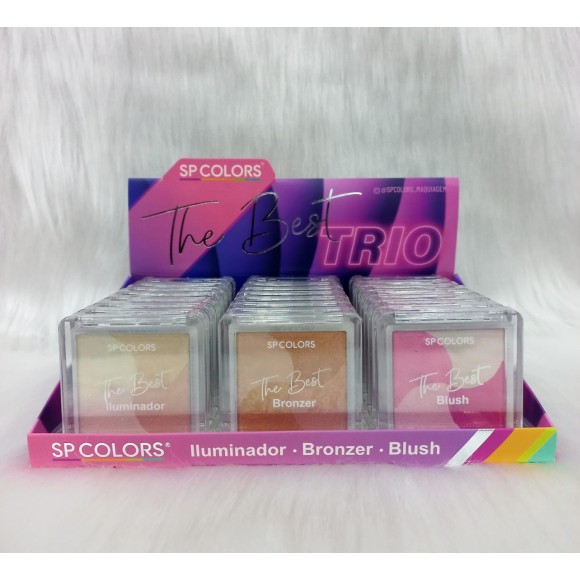 SP COLORS®
The Best
TRIO
@SPCOLORS_MAQUIAGEM
SP COLORS
The Best
Iluminador
SP COLORS
The Best
Bronzer
SP COLORS
The Best
Blush
SP COLORS®
Iluminador · Bronzer · Blush